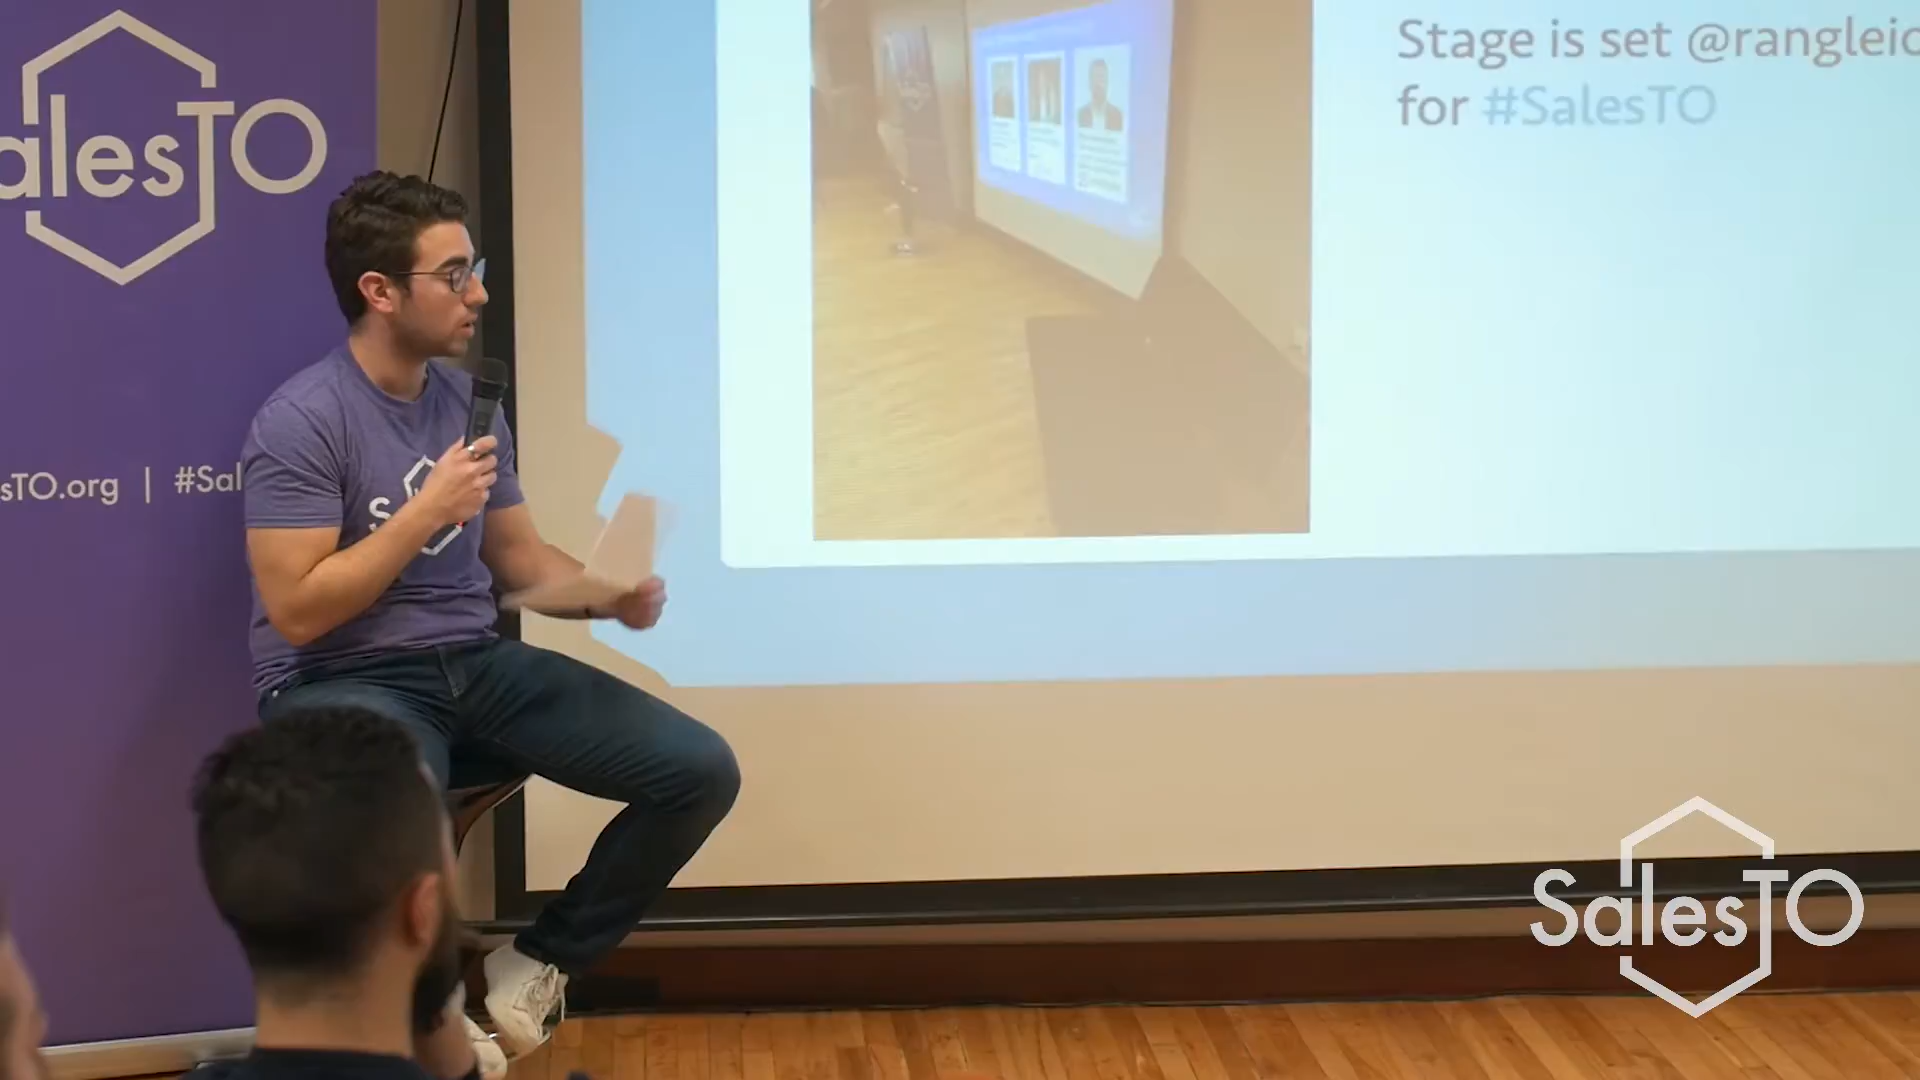 alesTO
Stage is set @rangleio
for #SalesTO
sTO.org | #Sal
S
SalesTO